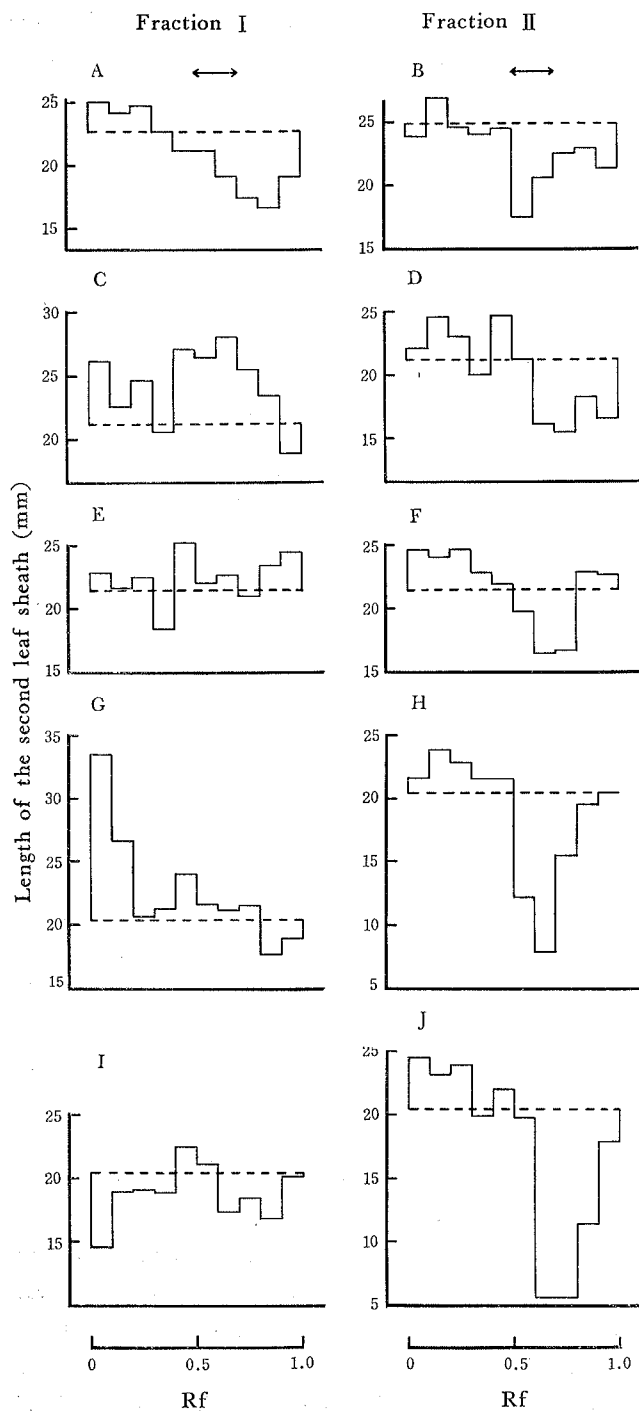 Fraction I Fraction II
A B
25 25
20 20
15 15
C D
30 25
25 20
20 15
E F
25 25
20 20
15 15
G H
35 25
30 20
25 15
20 10
15 5
I J
25 25
20 20
15 15
10
5
0 0.5 1.0 0 0.5 1.0
Rf Rf
Length of the second leaf sheath (mm)